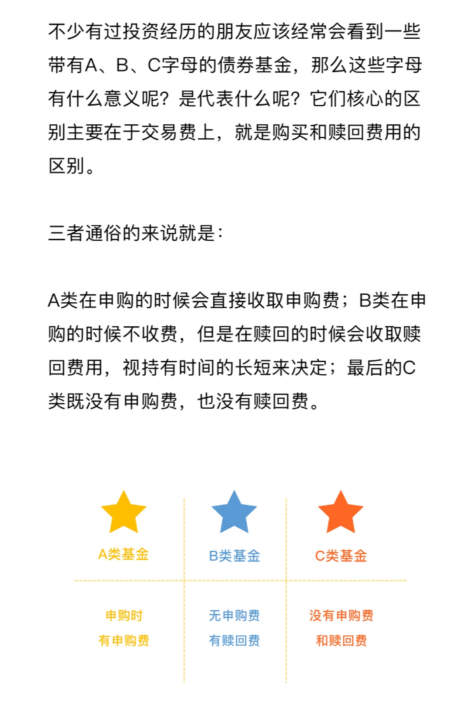 不少有过投资经历的朋友应该经常会看到一些
带有A、B、C字母的债券基金，那么这些字母
有什么意义呢？是代表什么呢？它们核心的区
别主要在于交易费上，就是购买和赎回费用的
区别。
三者通俗的来说就是：
A类在申购的时候会直接收取申购费；B类在申
购的时候不收费，但是在赎回的时候会收取赎
回费用，视持有时间的长短来决定；最后的C
类既没有申购费，也没有赎回费。
A类基金
B类基金
C类基金
申购时
有申购费
无申购费
有赎回费
没有申购费
和赎回费